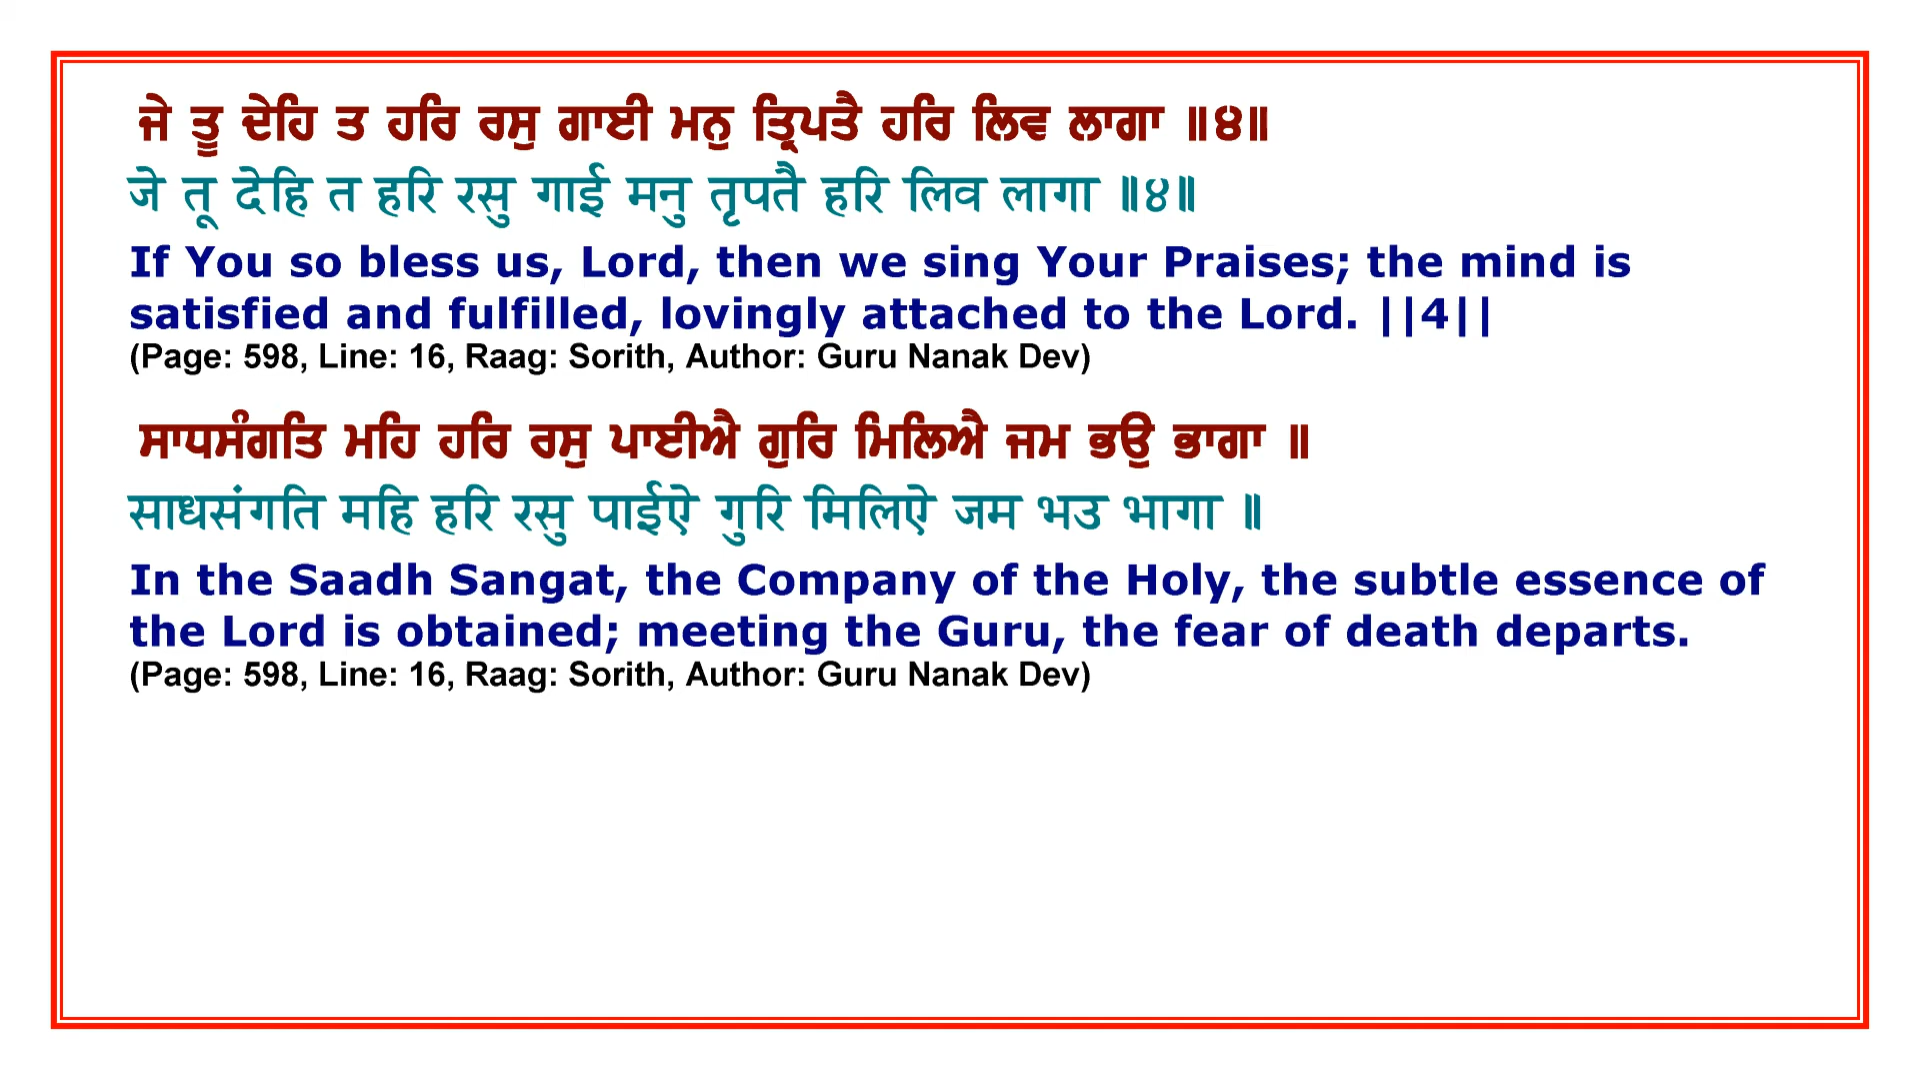 ਜੇ ਤੂ ਦੇਹਿ ਤ ਹਰਿ ਰਸੁ ਗਾਈ ਮਨੁ ਤ੍ਰਿਪਤੈ ਹਰਿ ਲਿਵ ਲਾਗਾ ॥੪॥
जे तू देहि त हरि रसु गाई मनु तृपतै हरि लिव लागा ॥४॥
If You so bless us, Lord, then we sing Your Praises; the mind is
satisfied and fulfilled, lovingly attached to the Lord. ||4||
(Page: 598, Line: 16, Raag: Sorith, Author: Guru Nanak Dev)
ਸਾਧਸੰਗਤਿ ਮਹਿ ਹਰਿ ਰਸੁ ਪਾਈਐ ਗੁਰਿ ਮਿਲਿਐ ਜਮ ਭਉ ਭਾਗਾ ॥
साधसंगति महि हरि रसु पाईऐ गुरि मिलिऐ जम भउ भागा ॥
In the Saadh Sangat, the Company of the Holy, the subtle essence of
the Lord is obtained; meeting the Guru, the fear of death departs.
(Page: 598, Line: 16, Raag: Sorith, Author: Guru Nanak Dev)